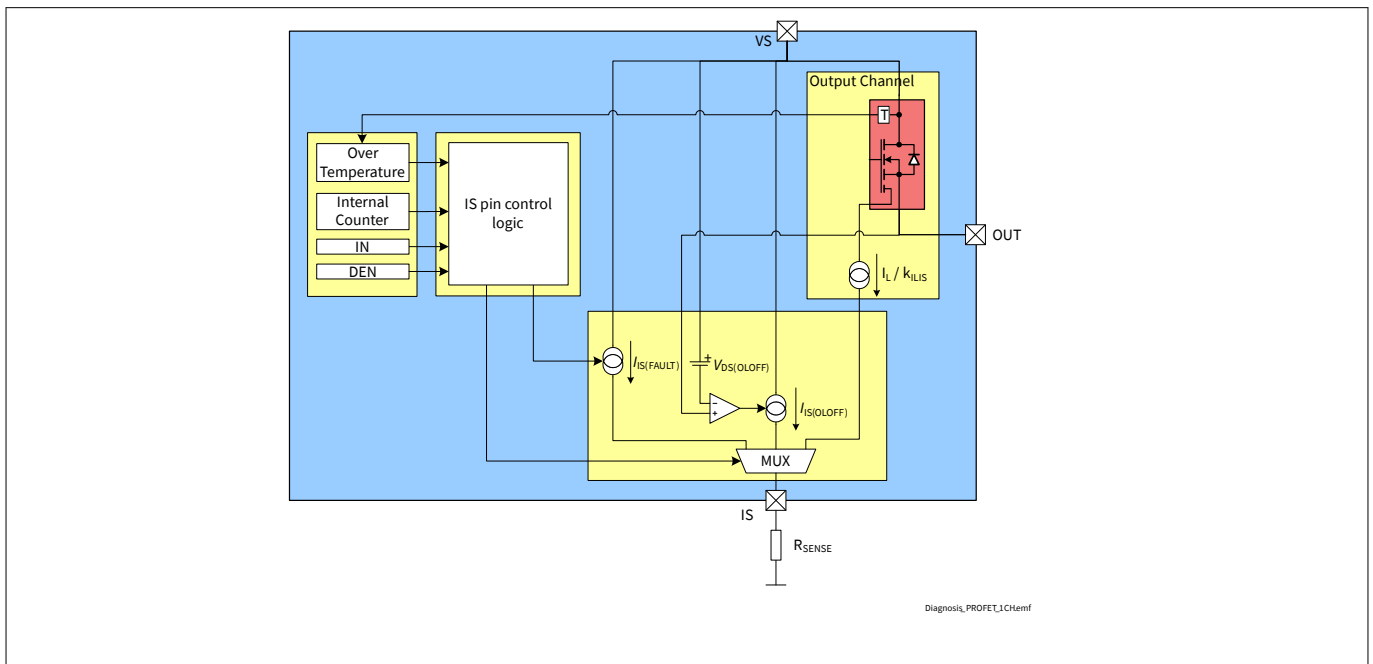 VS
Output Channel
T
Over
Temperature
Internal
Counter
IN
DEN
IS pin control
logic
OUT
IL / kILIS
IIS(FAULT)
+
VDS(OLOFF)
−
+
IIS(OLOFF)
MUX
IS
RSENSE
Diagnosis_PROFET_1CH.emf